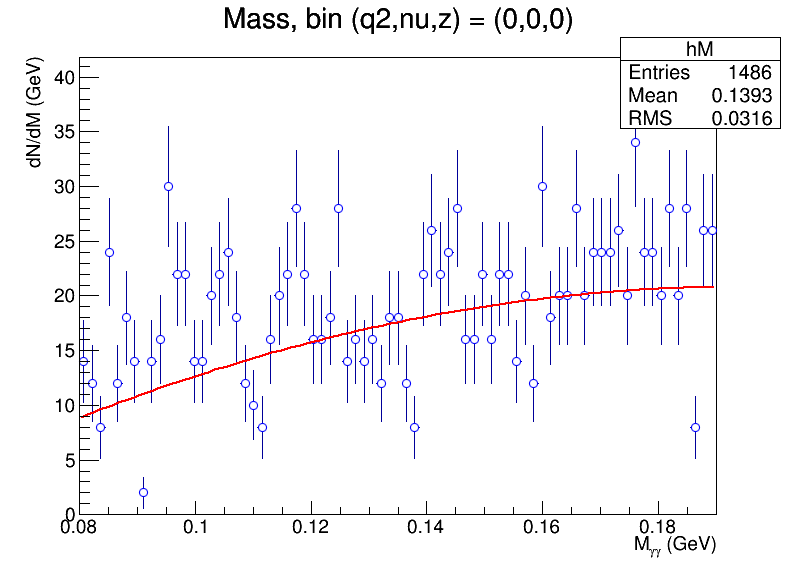 Mass, bin (q2,nu,z) = (0,0,0)
hM
Entries 1486
Mean 0.1393
RMS 0.0316
dN/dM (GeV)
40
35
30
25
20
15
10
5
0
0.08 0.1 0.12 0.14 0.16 0.18
Mγγ (GeV)